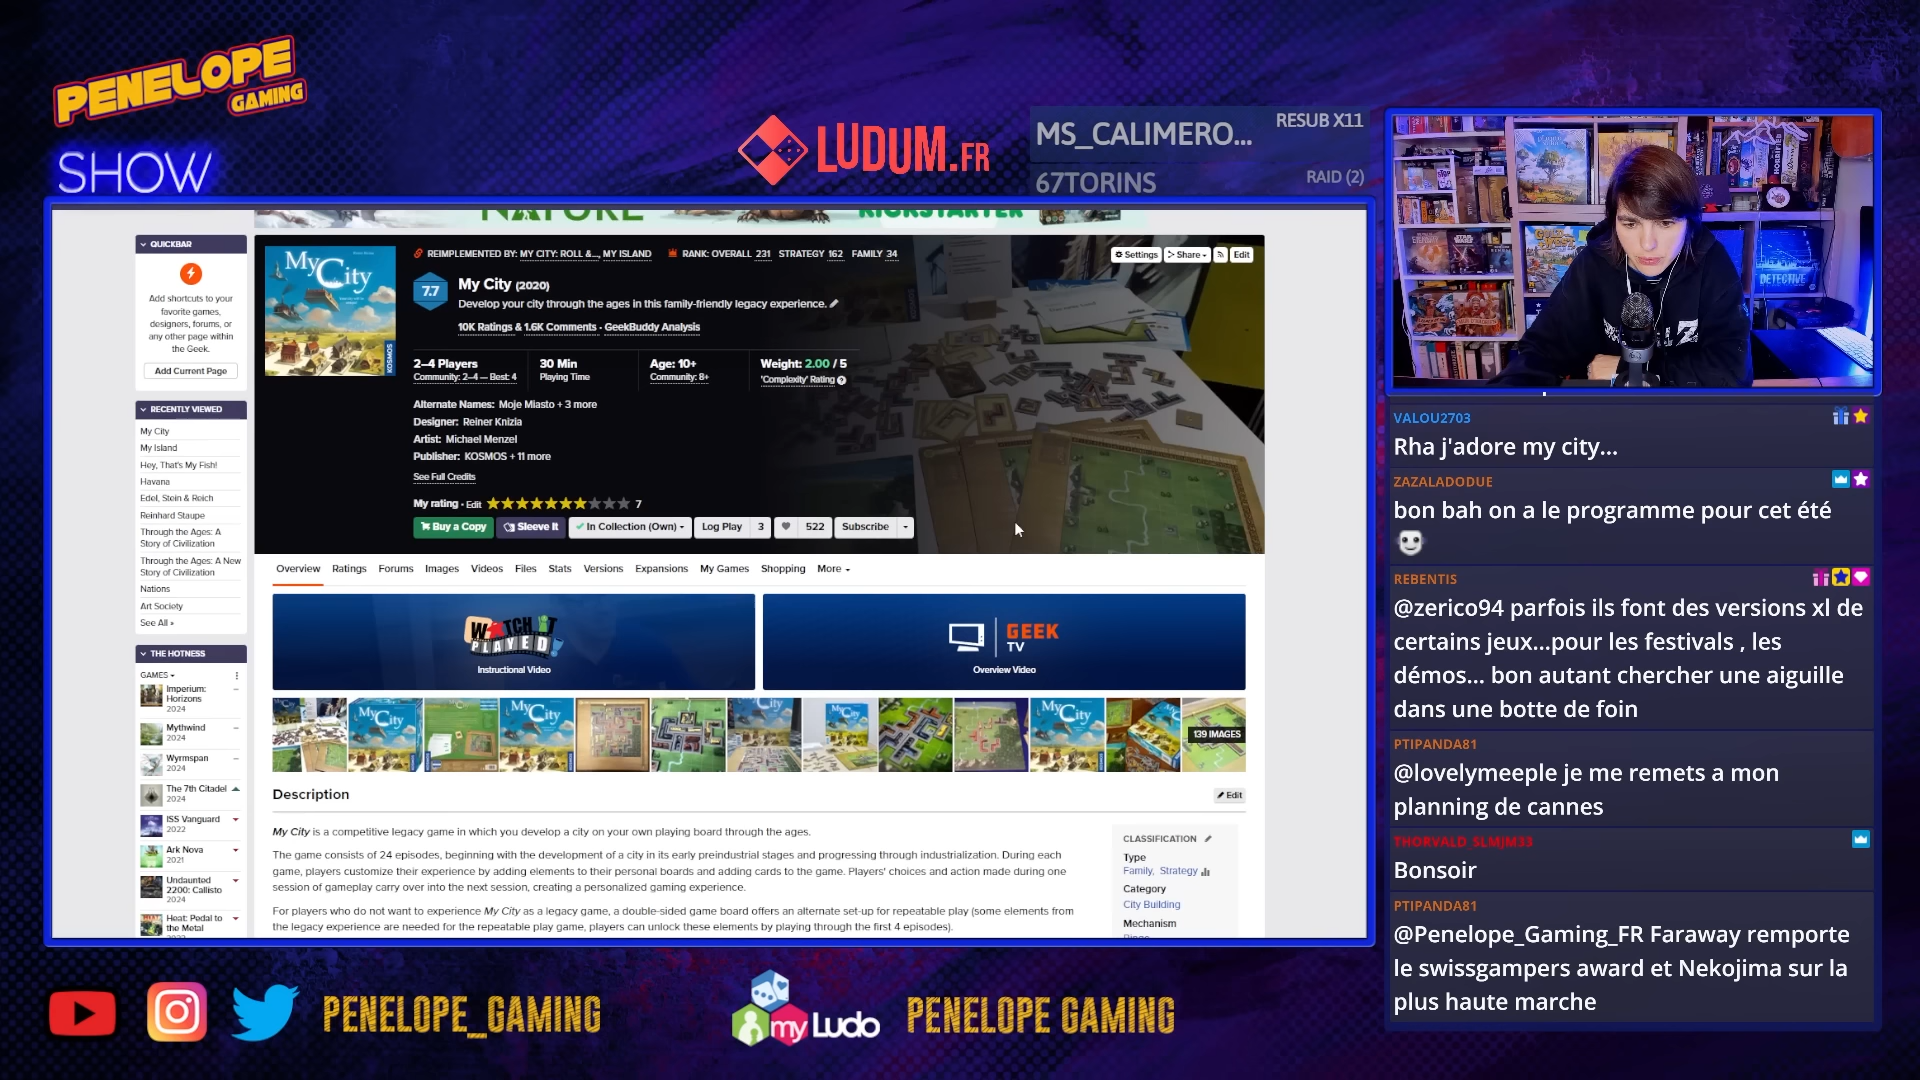 PENELOPE
GAMING
SHOW
LUDUM.FR
MS_CALIMERO...
RESUB X11
67TORINS
RAID (2)
NATURE
KICKSTARTER
QUICKBAR
Add shortcuts to your
favorite games,
designers, forums, or
any other page within
the Geek.
Add Current Page
RECENTLY VIEWED
My City
My Island
Hey, That's My Fish!
Havana
Edel, Stein & Reich
Reinhard Staupe
Through the Ages: A
Story of Civilization
Through the Ages: A New
Story of Civilization
Nations
Art Society
See All »
THE HOTNESS
GAMES
Imperium:
Horizons
2024
Mythwind
2024
Wyrmspan
2024
The 7th Citadel
2024
ISS Vanguard
2022
Ark Nova
2021
Undaunted
2200: Callisto
2024
Heat: Pedal to
the Metal
My City
KOSMOS
REIMPLEMENTED BY: MY CITY: ROLL &..., MY ISLAND
RANK: OVERALL 231 STRATEGY 162 FAMILY 34
Settings
Share
Edit
7.7
My City (2020)
Develop your city through the ages in this family-friendly legacy experience.
10K Ratings & 1.6K Comments · GeekBuddy Analysis
2–4 Players
Community: 2–4 — Best: 4
30 Min
Playing Time
Age: 10+
Community: 8+
Weight: 2.00 / 5
'Complexity' Rating
Alternate Names: Moje Miasto + 3 more
Designer: Reiner Knizia
Artist: Michael Menzel
Publisher: KOSMOS + 11 more
See Full Credits
My rating · Edit 7
Buy a Copy
Sleeve It
In Collection (Own)
Log Play 3
522
Subscribe
Overview Ratings Forums Images Videos Files Stats Versions Expansions My Games Shopping More
WATCH IT
PLAYED!
Instructional Video
GEEK
TV
Overview Video
My City
My City
My City
139 IMAGES
Description
Edit
My City is a competitive legacy game in which you develop a city on your own playing board through the ages.
The game consists of 24 episodes, beginning with the development of a city in its early preindustrial stages and progressing through industrialization. During each
game, players customize their experience by adding elements to their personal boards and adding cards to the game. Players' choices and action made during one
session of gameplay carry over into the next session, creating a personalized gaming experience.
For players who do not want to experience My City as a legacy game, a double-sided game board offers an alternate set-up for repeatable play (some elements from
the legacy experience are needed for the repeatable play game, players can unlock these elements by playing through the first 4 episodes).
CLASSIFICATION
Type
Family, Strategy
Category
City Building
Mechanism
DETECTIVE
VALOU2703
Rha j'adore my city...
ZAZALADODUE
bon bah on a le programme pour cet été
REBENTIS
@zerico94 parfois ils font des versions xl de
certains jeux...pour les festivals , les
démos... bon autant chercher une aiguille
dans une botte de foin
PTIPANDA81
@lovelymeeple je me remets a mon
planning de cannes
THORVALD_SLMJM33
Bonsoir
PTIPANDA81
@Penelope_Gaming_FR Faraway remporte
le swissgampers award et Nekojima sur la
plus haute marche
PENELOPE_GAMING
my Ludo
PENELOPE GAMING